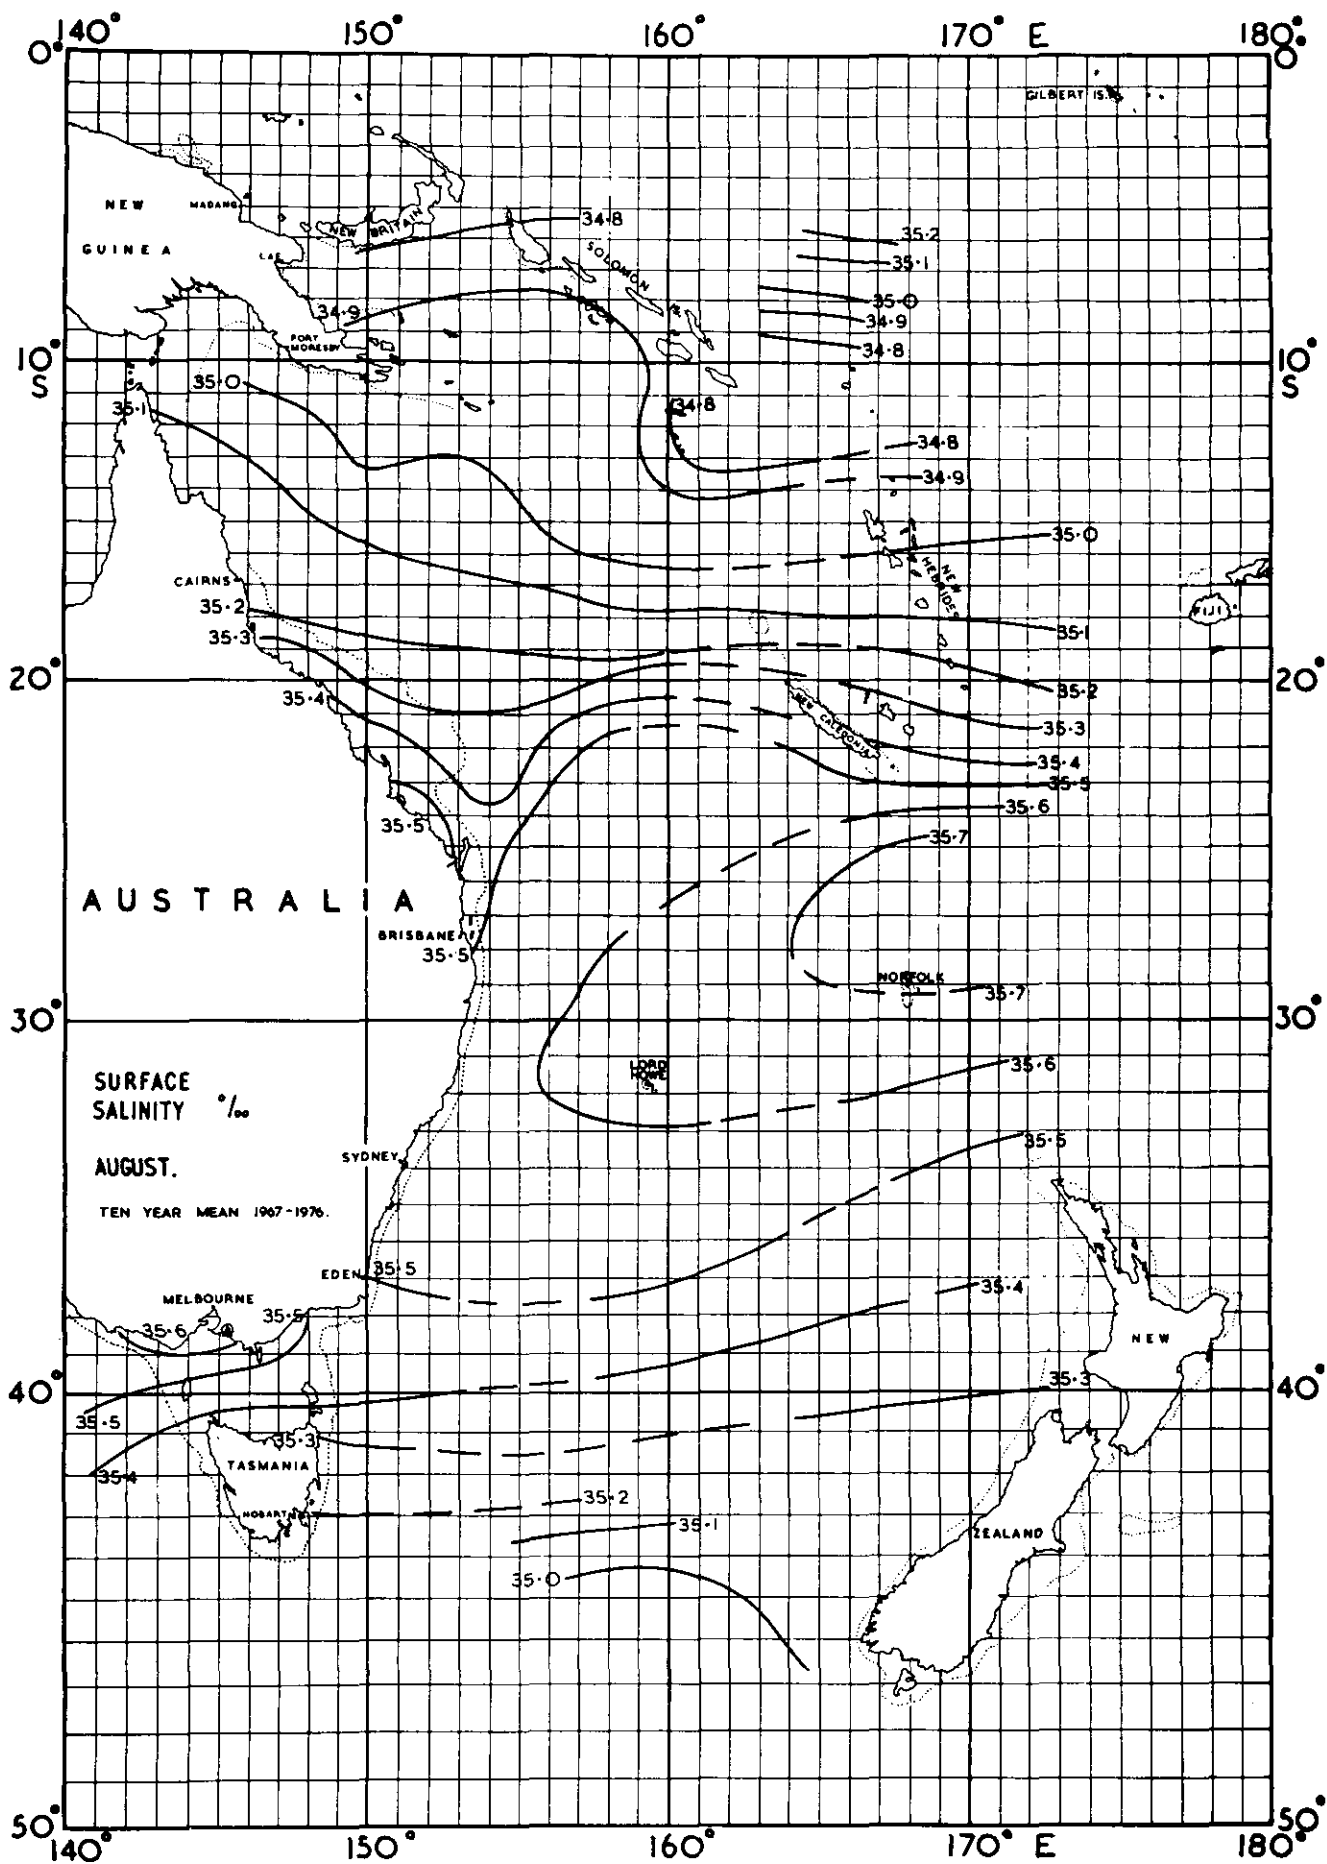 140° 150° 160° 170° E 180°
0° 0°
GILBERT IS.
NEW GUINEA
MADANG
LAE
NEW BRITAIN
34·8
SOLOMON
35·2
35·1
35·0
34·9
34·8
34·9
PORT MORESBY
10° S 10° S
35·0
35·1
34·8
34·8
34·9
35·0
NEW HEBRIDES
CAIRNS
FIJI
35·2
35·3
35·1
20° 20°
35·4
35·2
NEW CALEDONIA
35·3
35·4
35·5
35·6
35·5
35·7
AUSTRALIA
BRISBANE
35·5
NORFOLK
35·7
30° 30°
LORD HOWE
35·6
SURFACE
SALINITY °/∞
AUGUST.
TEN YEAR MEAN 1967-1976.
SYDNEY
35·5
EDEN 35·5
35·4
MELBOURNE
35·6
35·5
NEW
40° 40°
35·3
35·5
35·3
TASMANIA
35·4
HOBART
35·2
35·1
ZEALAND
35·0
50° 50°
140° 150° 160° 170° E 180°